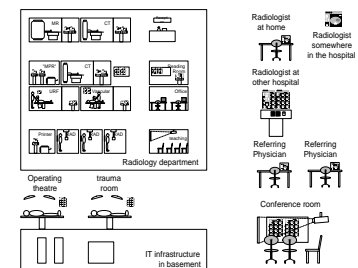 MR
CT
"MPR"
CT
Reading
Room
URF
Vascular
Office
Printer
AD
AD
AD
teaching
Radiology department
Operating
theatre
trauma
room
IT infrastructure
in basement
Radiologist
at home
Radiologist
somewhere
in the hospital
Radiologist at
other hospital
Referring
Physician
Referring
Physician
Conference room